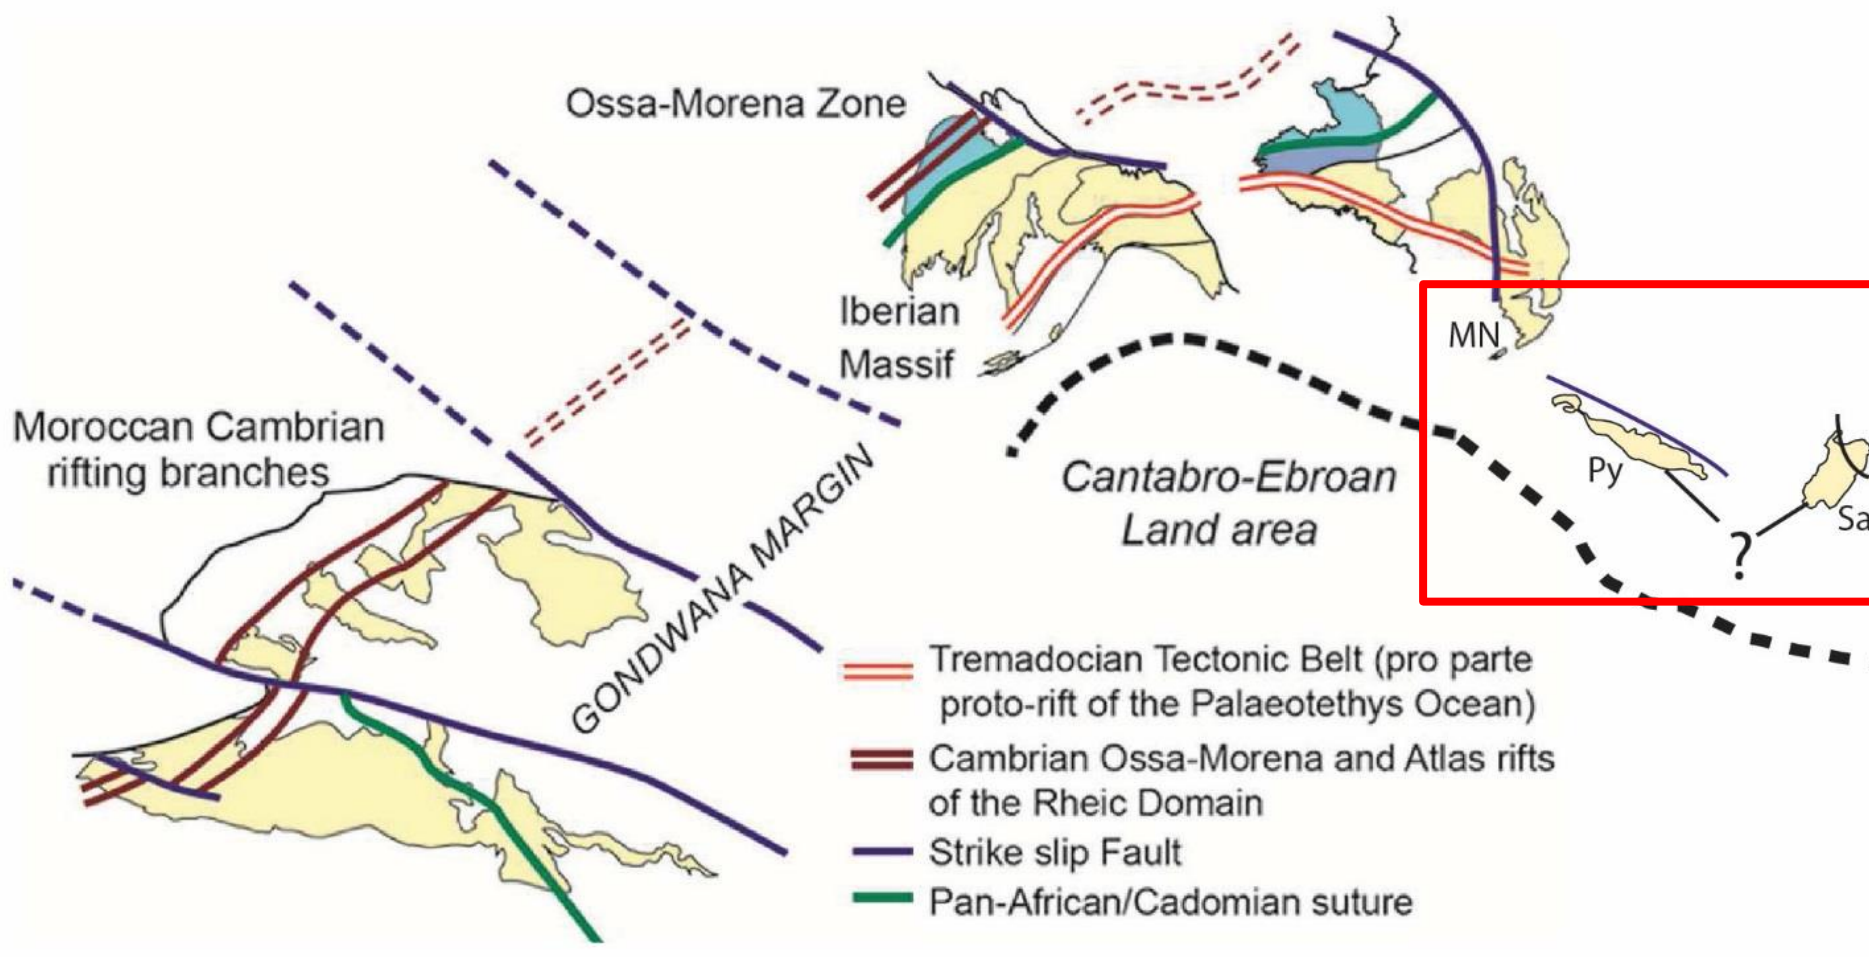 Ossa-Morena Zone
Iberian
Massif
MN
Moroccan Cambrian
rifting branches
Cantabro-Ebroan
Land area
Py
Sa
?
GONDWANA MARGIN
Tremadocian Tectonic Belt (pro parte
proto-rift of the Palaeotethys Ocean)
Cambrian Ossa-Morena and Atlas rifts
of the Rheic Domain
Strike slip Fault
Pan-African/Cadomian suture